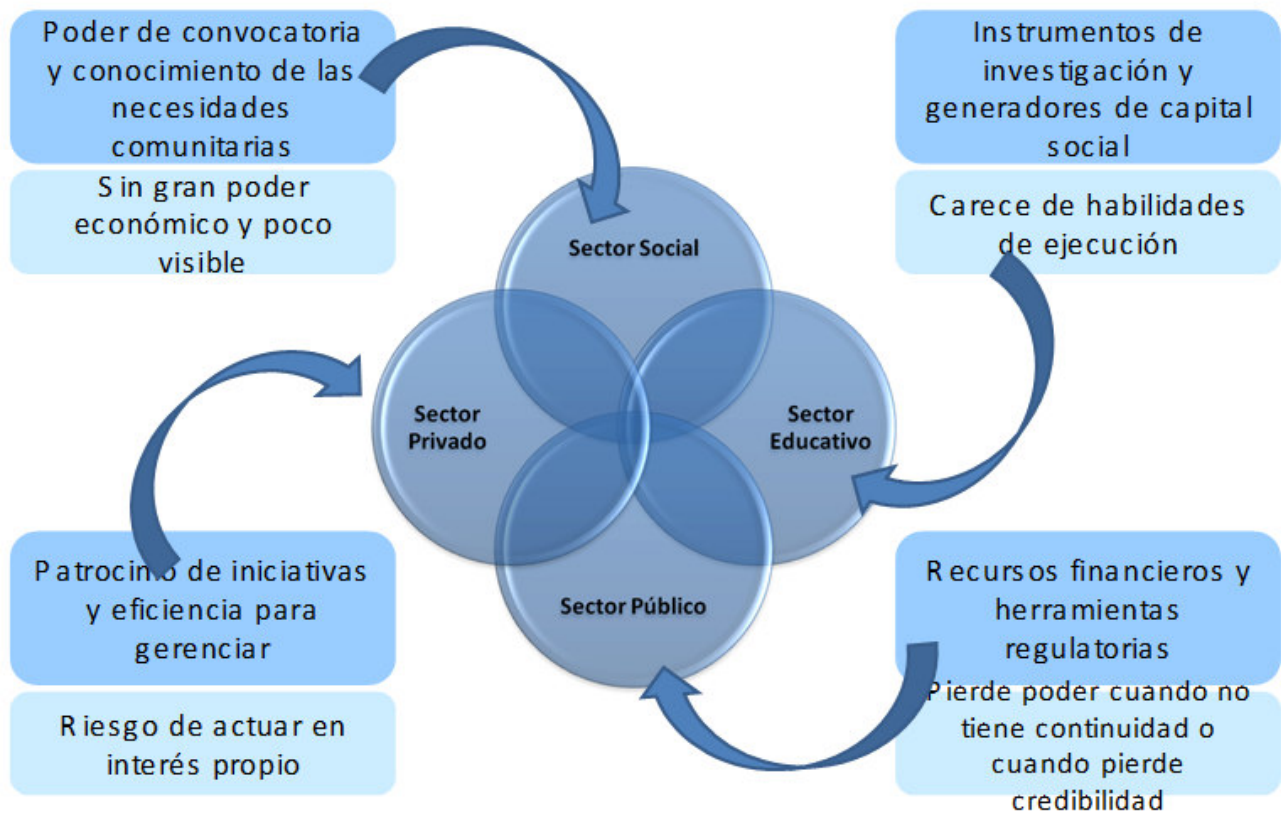 Poder de convocatoria
y conocimiento de las
necesidades
comunitarias
Sin gran poder
económico y poco
visible
Instrumentos de
investigación y
generadores de capital
social
Carece de habilidades
de ejecución
Sector Social
Sector
Privado
Sector
Educativo
Sector Público
Patrocinio de iniciativas
y eficiencia para
gerenciar
Riesgo de actuar en
interés propio
Recursos financieros y
herramientas
regulatorias
Pierde poder cuando no
tiene continuidad o
cuando pierde
credibilidad